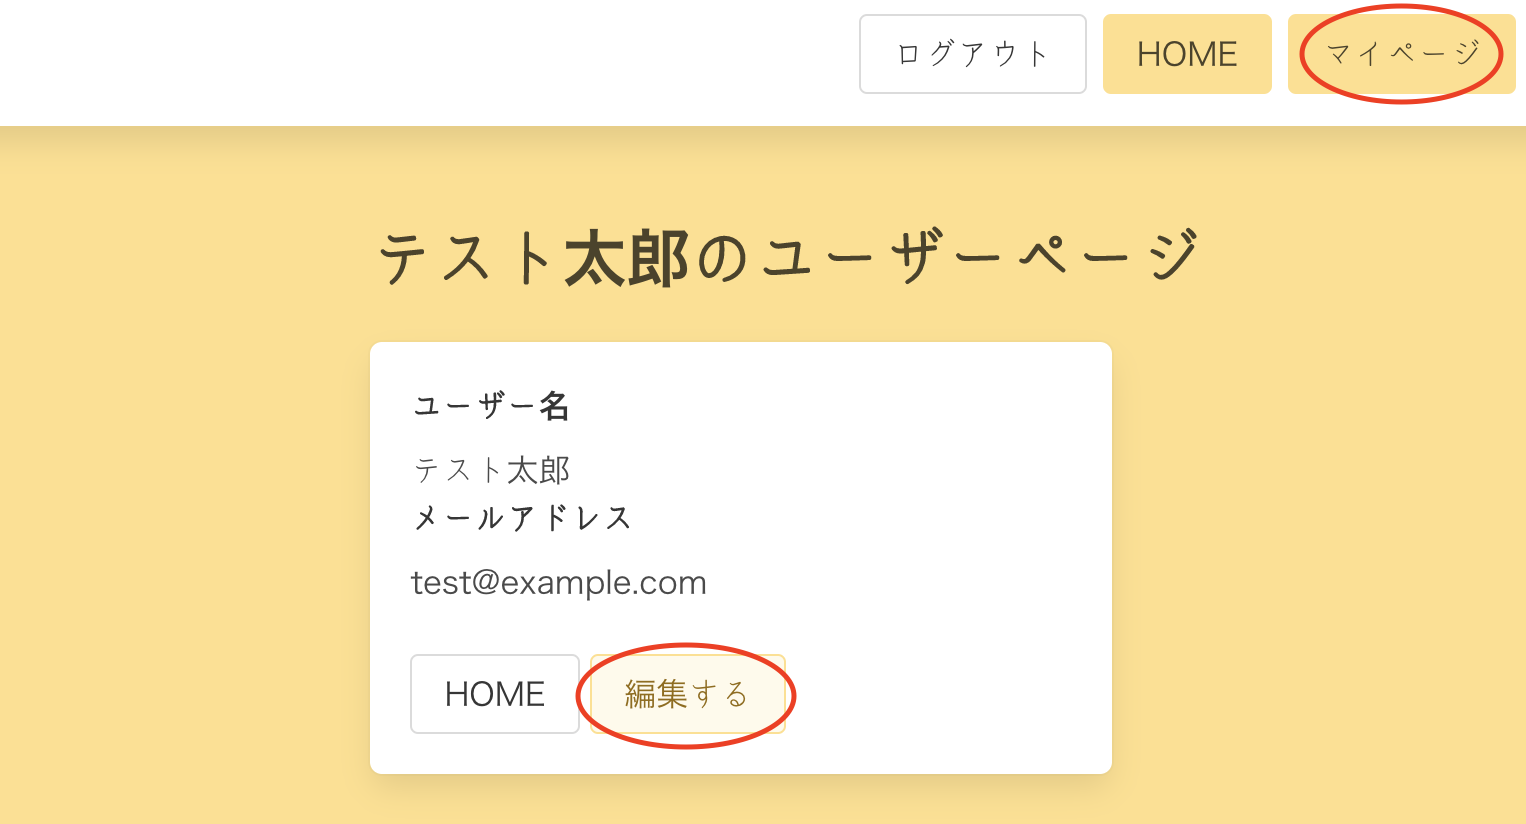 ログアウト HOME マイページ
テスト太郎のユーザーページ
ユーザー名
テスト太郎
メールアドレス
test@example.com
HOME 編集する